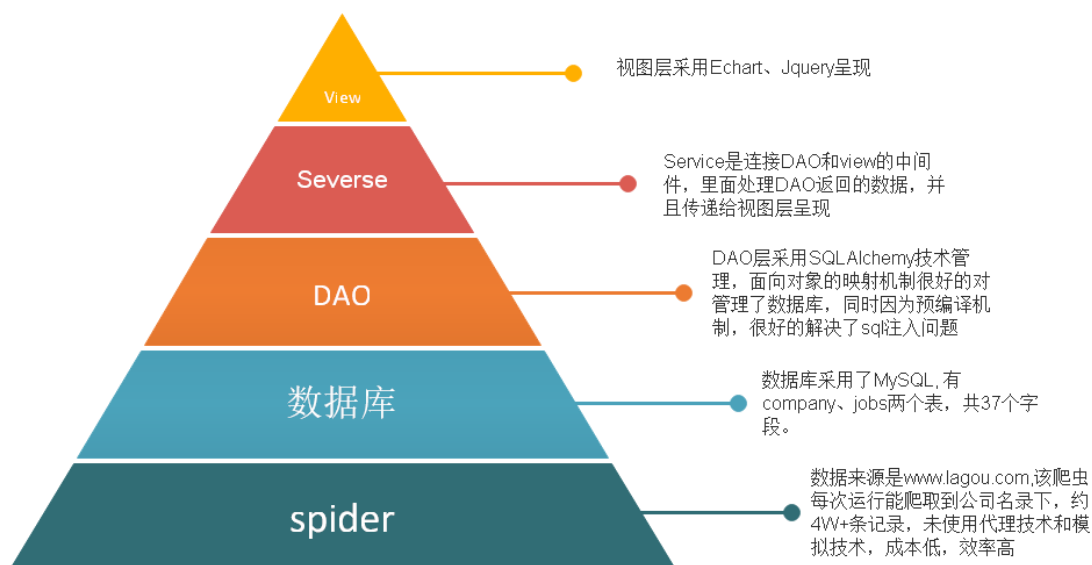 View
视图层采用Echart、Jquery呈现
Severse
Service是连接DAO和view的中间
件，里面处理DAO返回的数据，并
且传递给视图层呈现
DAO
DAO层采用SQLAlchemy技术管
理，面向对象的映射机制很好的对
管理了数据库，同时因为预编译机
制，很好的解决了sql注入问题
数据库
数据库采用了MySQL,有
company、jobs两个表，共37个字
段。
spider
数据来源是www.lagou.com,该爬虫
每次运行能爬取到公司名录下，约
4W+条记录，未使用代理技术和模
拟技术，成本低，效率高